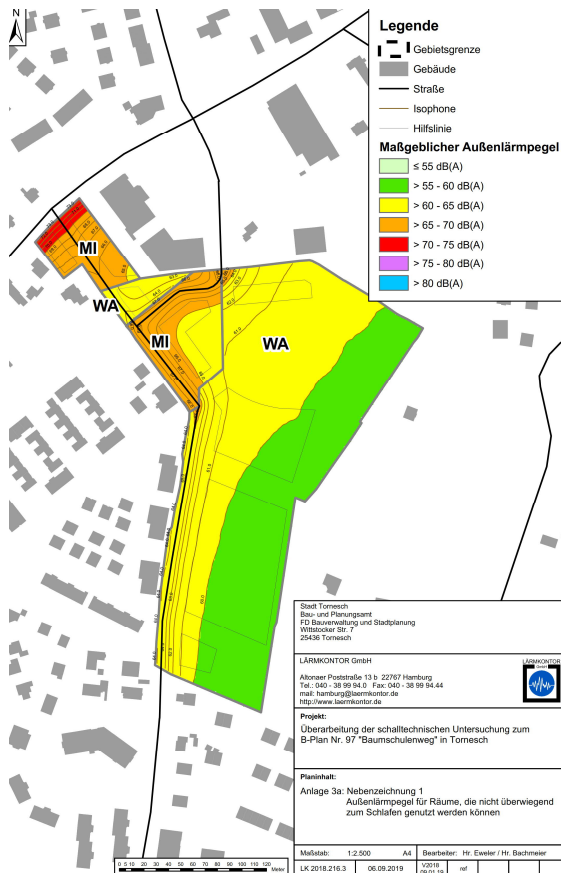 N
Legende
Gebietsgrenze
Gebäude
Straße
Isophone
Hilfslinie
Maßgeblicher Außenlärmpegel
≤ 55 dB(A)
> 55 - 60 dB(A)
> 60 - 65 dB(A)
> 65 - 70 dB(A)
> 70 - 75 dB(A)
> 75 - 80 dB(A)
> 80 dB(A)
MI
WA
MI
WA
Stadt Tornesch
Bau- und Planungsamt
FD Bauverwaltung und Stadtplanung
Wittstocker Str. 7
25436 Tornesch
LÄRMKONTOR GmbH
Altonaer Poststraße 13 b 22767 Hamburg
Tel.: 040 - 38 99 94.0 Fax: 040 - 38 99 94.44
mail: hamburg@laermkontor.de
http://www.laermkontor.de
LÄRMKONTOR
GmbH
Projekt:
Überarbeitung der schalltechnischen Untersuchung zum
B-Plan Nr. 97 "Baumschulenweg" in Tornesch
Planinhalt:
Anlage 3a: Nebenzeichnung 1
Außenlärmpegel für Räume, die nicht überwiegend
zum Schlafen genutzt werden können
Maßstab: 1:2.500 A4 Bearbeiter: Hr. Eweler / Hr. Bachmeier
LK 2018.216.3 06.09.2019 V2018 ref
09.01.19
0 5 10 20 30 40 50 60 70 80 90 100 110 120
Meter